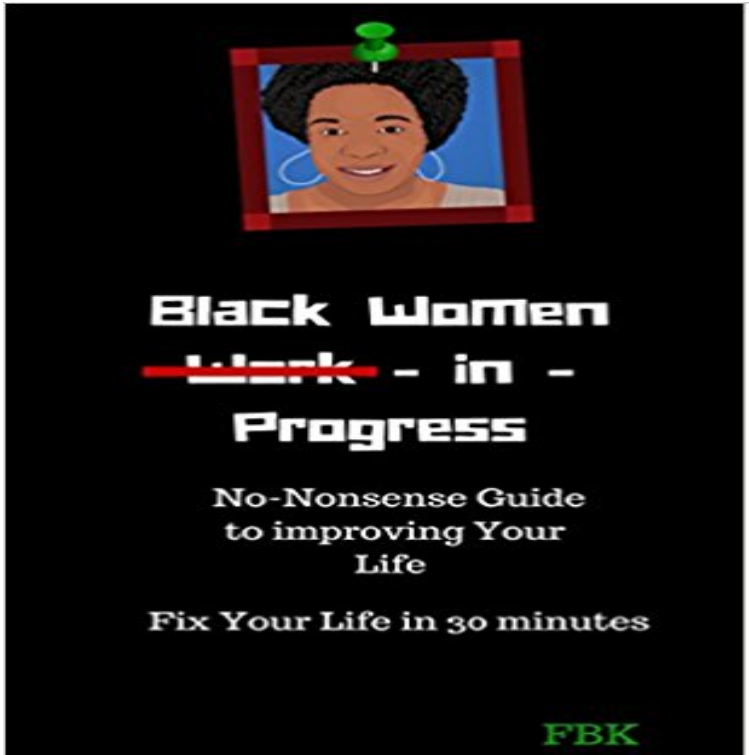 Black Women
Work - in -
Progress
No-Nonsense Guide
to improving Your
Life
Fix Your Life in 30 minutes
FBK